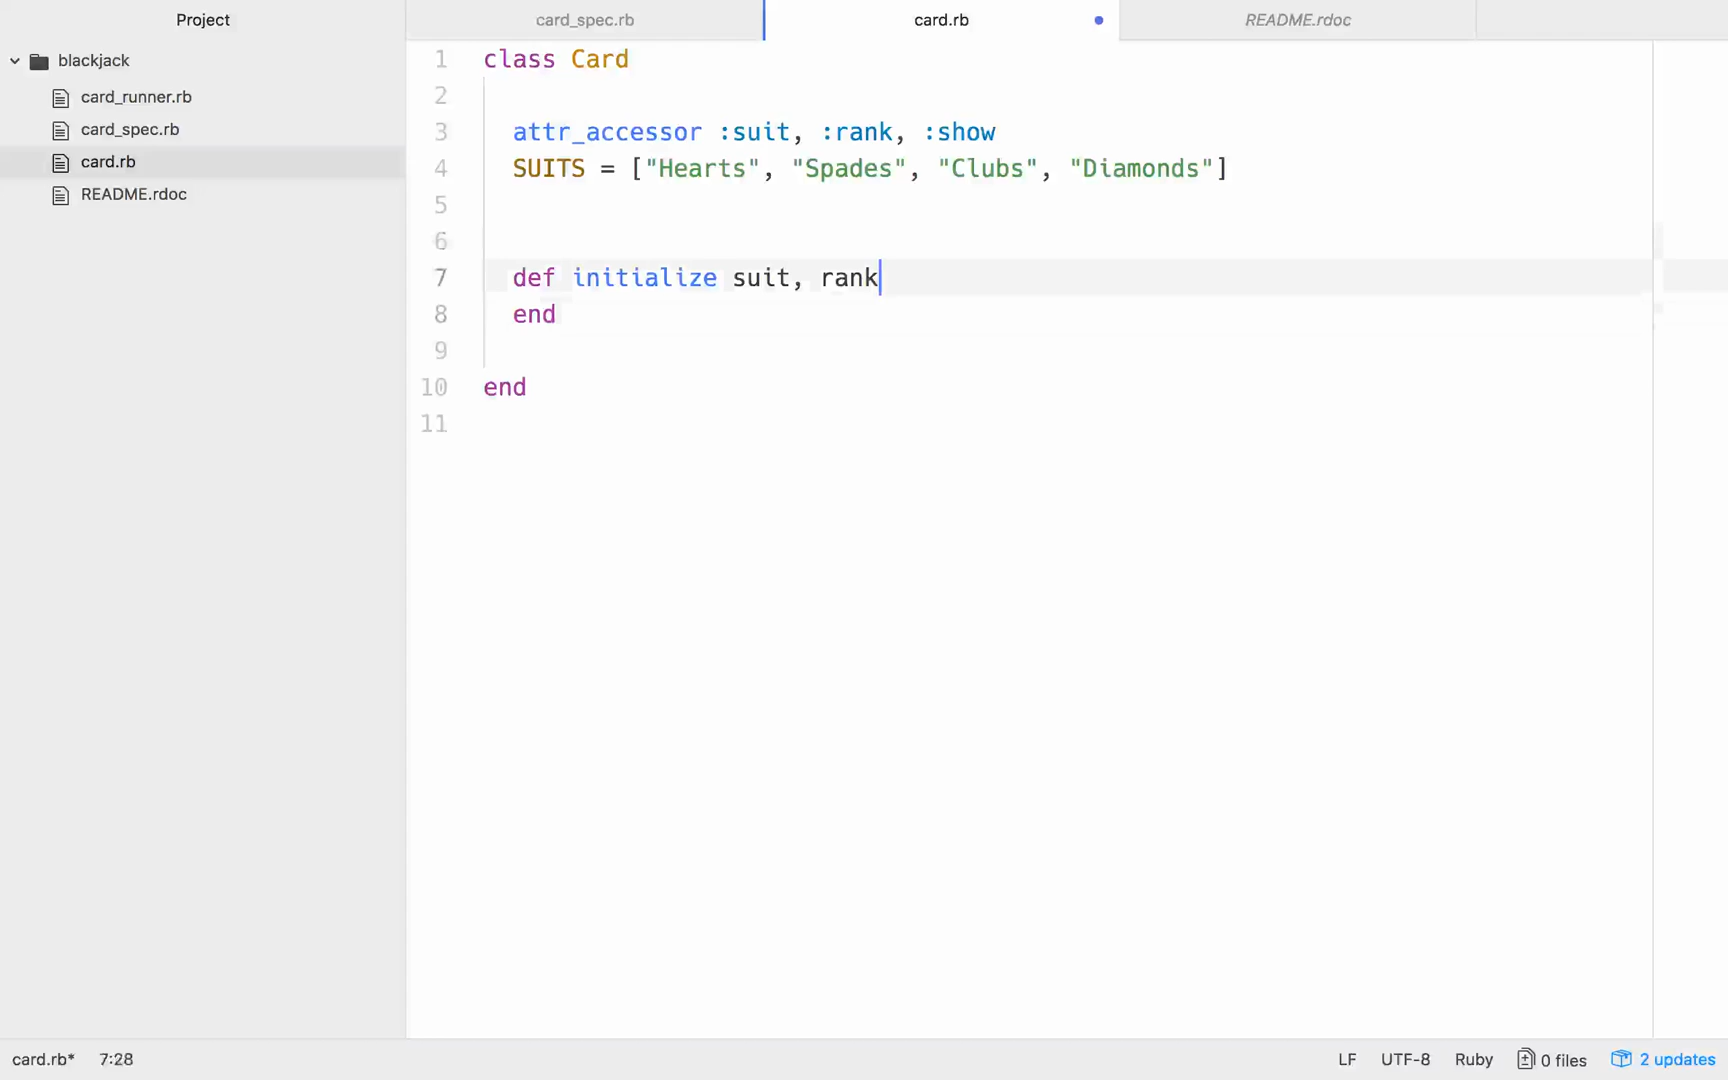 Project
card_spec.rb
card.rb
README.rdoc
blackjack
card_runner.rb
card_spec.rb
card.rb
README.rdoc
1 class Card
2
3 attr_accessor :suit, :rank, :show
4 SUITS = ["Hearts", "Spades", "Clubs", "Diamonds"]
5
6
7 def initialize suit, rank
8 end
9
10 end
11
card.rb* 7:28 LF UTF-8 Ruby 0 files 2 updates